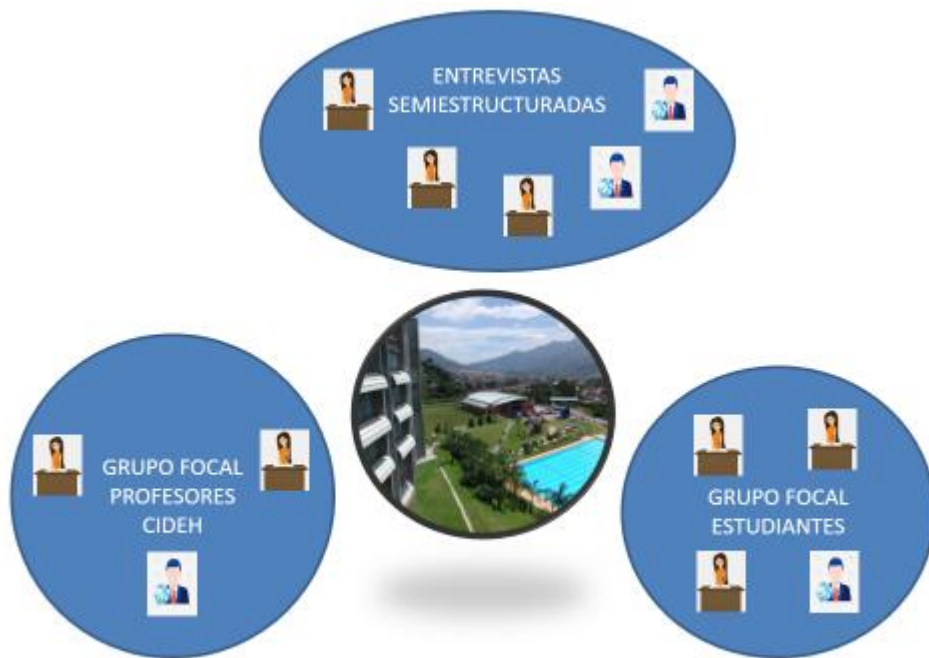 ENTREVISTAS
SEMIESTRUCTURADAS
GRUPO FOCAL
PROFESORES
CIDEH
GRUPO FOCAL
ESTUDIANTES